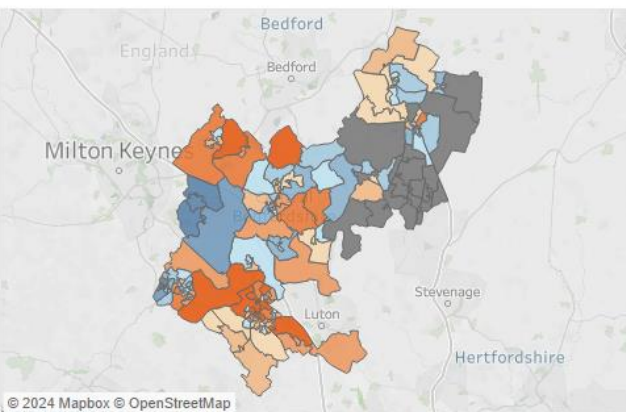 Bedford
England
Bedford
Milton Keynes
Stevenage
Luton
Hertfordshire
© 2024 Mapbox © OpenStreetMap